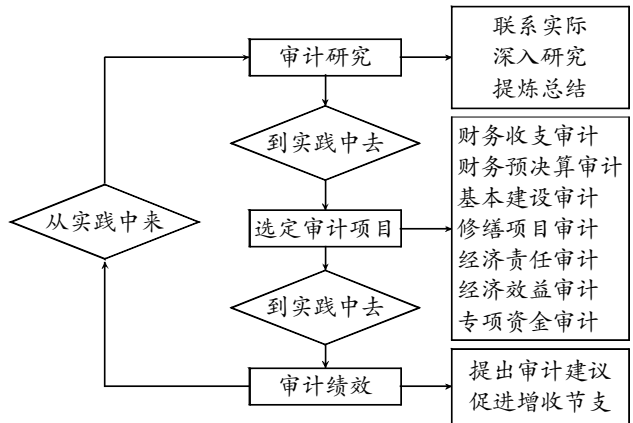 审计研究
联系实际
深入研究
提炼总结
到实践中去
财务收支审计
财务预决算审计
基本建设审计
修缮项目审计
经济责任审计
经济效益审计
专项资金审计
从实践中来
选定审计项目
到实践中去
审计绩效
提出审计建议
促进增收节支